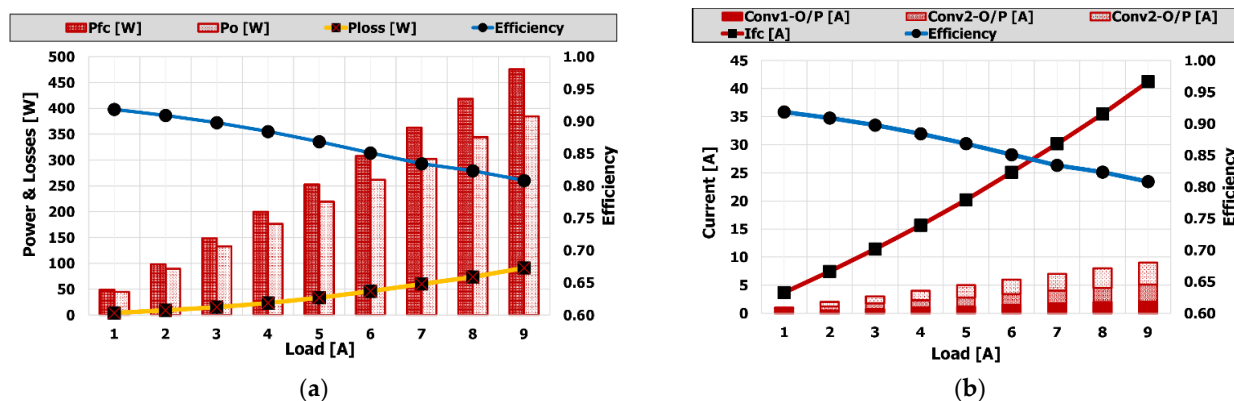 Pfc [W] Po [W] Ploss [W] Efficiency
500 1.00
450 0.95
400 0.90
350 0.85
300 0.80
250 0.75
200 0.70
150 0.65
100 0.60
50
0
Power & Losses [W]
Efficiency
1 2 3 4 5 6 7 8 9
Load [A]
(a)
Conv1-O/P [A] Conv2-O/P [A] Conv2-O/P [A]
Ifc [A] Efficiency
45 1.00
40 0.95
35 0.90
30 0.85
25 0.80
20 0.75
15 0.70
10 0.65
5 0.60
0
Current [A]
Efficiency
1 2 3 4 5 6 7 8 9
Load [A]
(b)